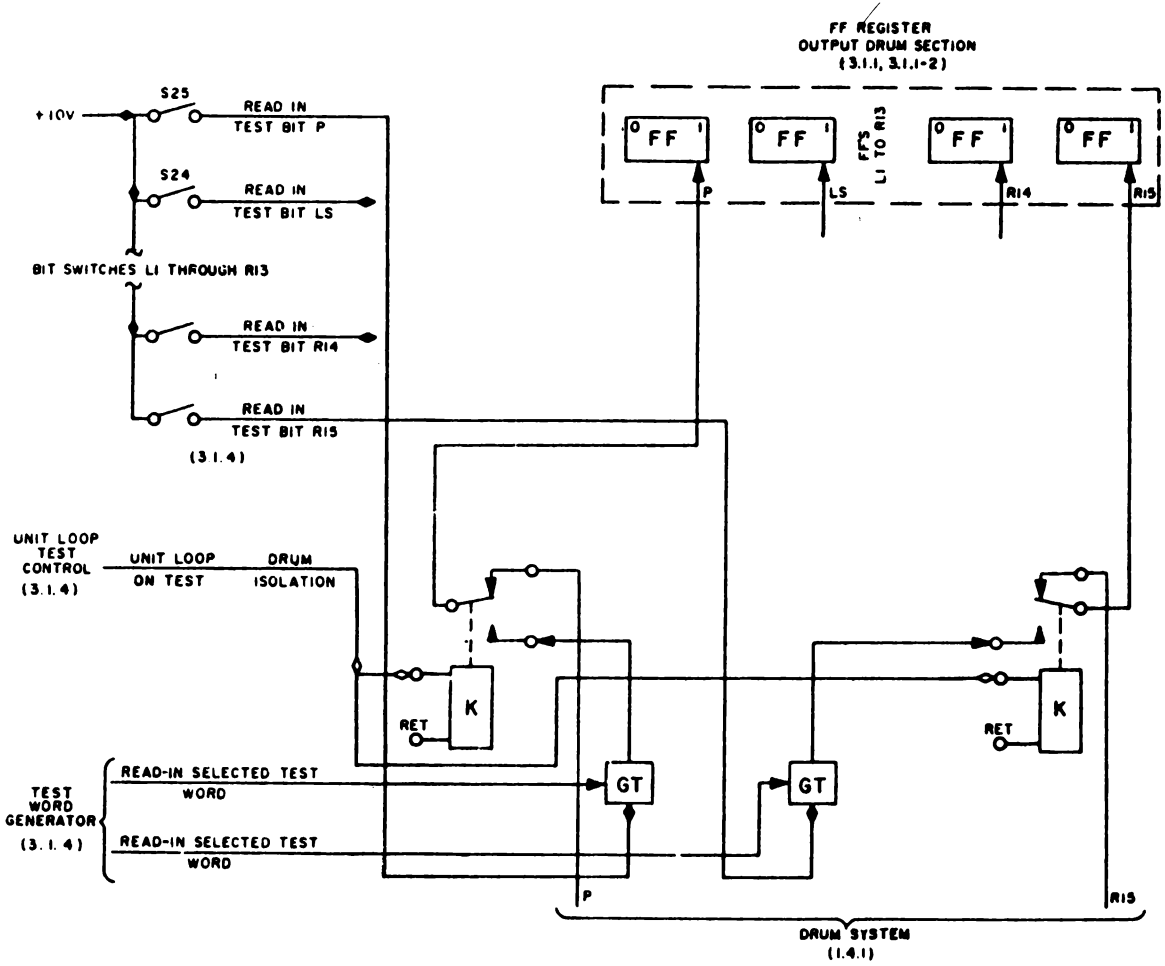 FF REGISTER
OUTPUT DRUM SECTION
(3.1.1, 3.1.1-2)
S25
+10V
READ IN
TEST BIT P
0 FF 1
0 FF 1
FF'S
L1 TO R13
0 FF 1
0 FF 1
S24
READ IN
TEST BIT LS
P
LS
R14
R15
BIT SWITCHES L1 THROUGH R13
READ IN
TEST BIT R14
READ IN
TEST BIT R15
(3.1.4)
UNIT LOOP
TEST
CONTROL
(3.1.4)
UNIT LOOP
ON TEST
DRUM
ISOLATION
K
RET
K
RET
TEST
WORD
GENERATOR
(3.1.4)
READ-IN SELECTED TEST
WORD
GT
GT
READ-IN SELECTED TEST
WORD
P
R15
DRUM SYSTEM
(1.4.1)